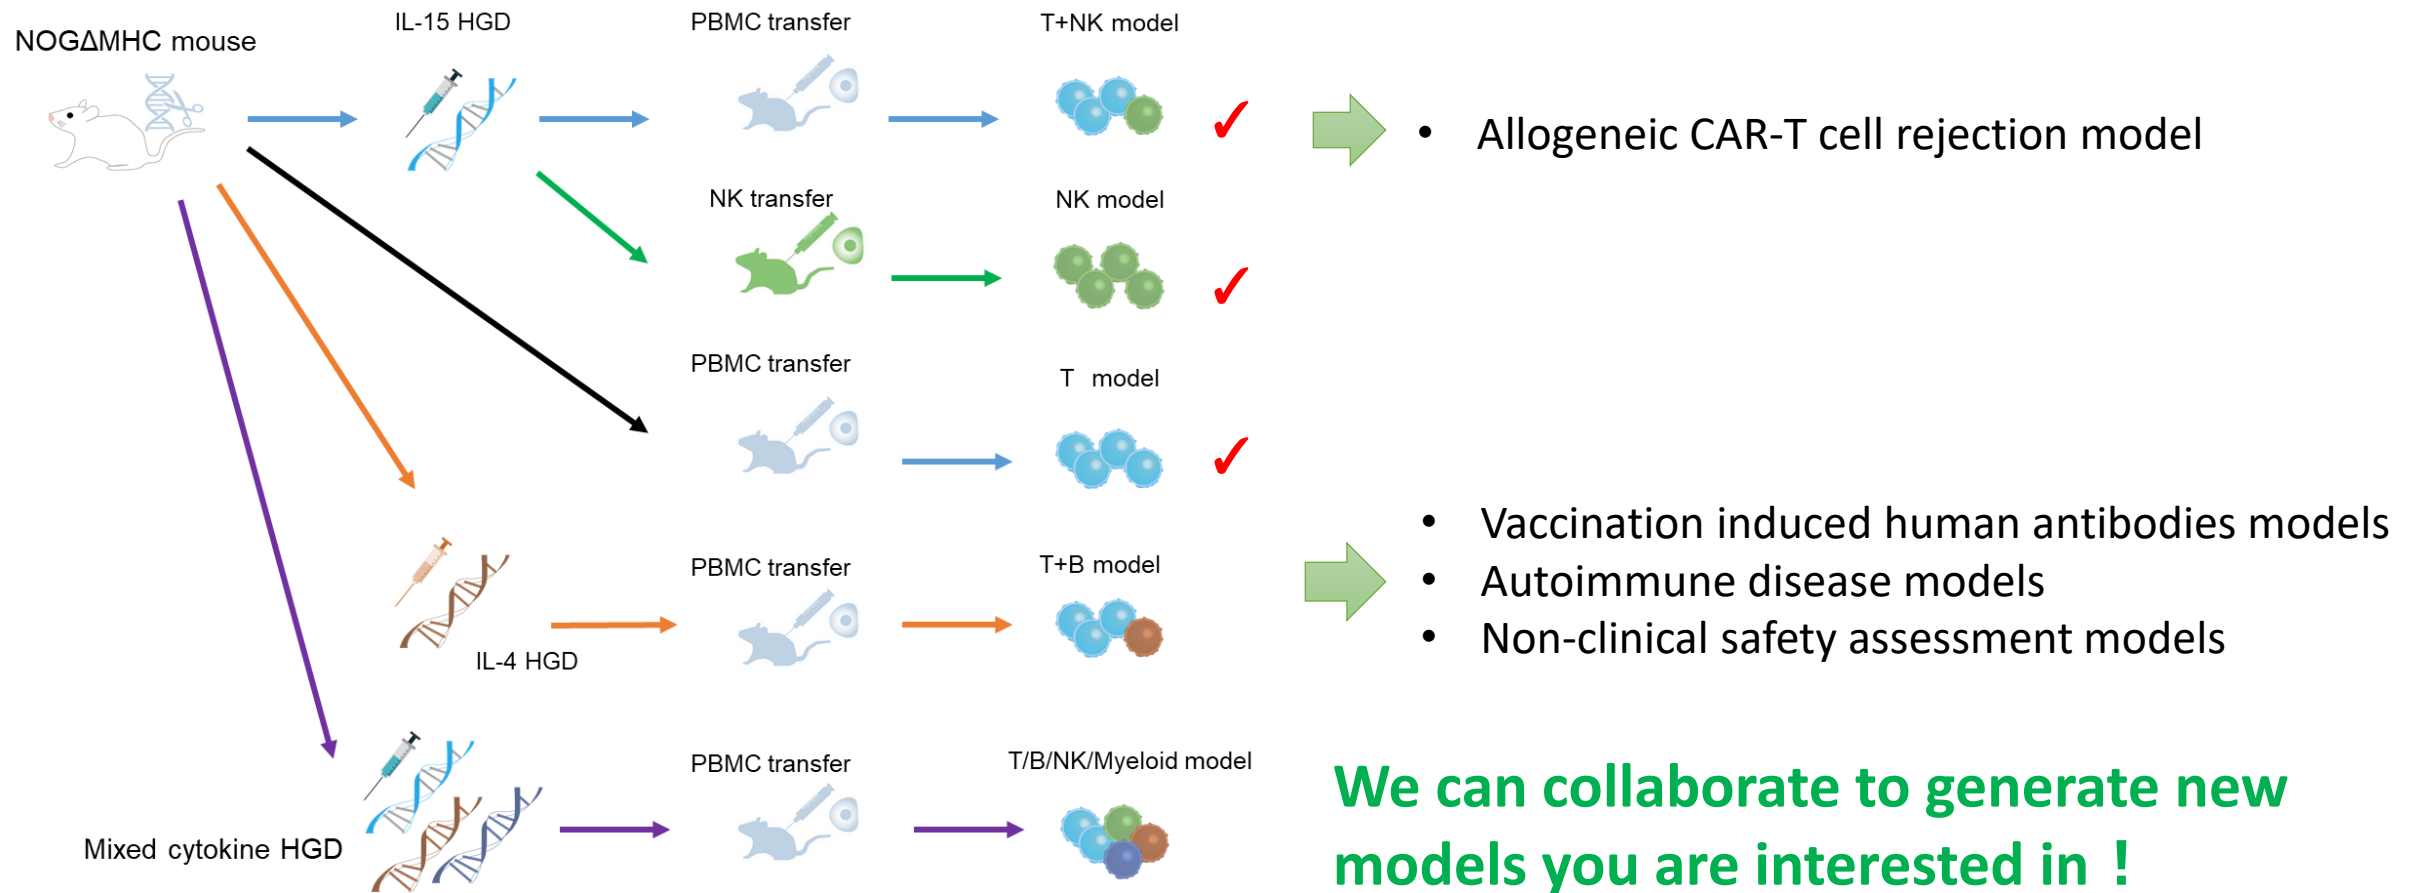 NOGΔMHC mouse
IL-15 HGD
PBMC transfer
T+NK model
✓
• Allogeneic CAR-T cell rejection model
NK transfer
NK model
✓
PBMC transfer
T model
✓
IL-4 HGD
PBMC transfer
T+B model
• Vaccination induced human antibodies models
• Autoimmune disease models
• Non-clinical safety assessment models
Mixed cytokine HGD
PBMC transfer
T/B/NK/Myeloid model
We can collaborate to generate new
models you are interested in！